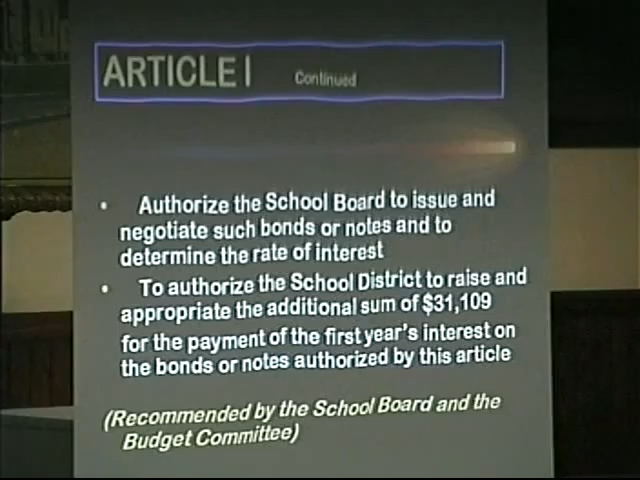 ARTICLE I Continued
• Authorize the School Board to issue and
negotiate such bonds or notes and to
determine the rate of interest
• To authorize the School District to raise and
appropriate the additional sum of $31,109
for the payment of the first year's interest on
the bonds or notes authorized by this article
(Recommended by the School Board and the
Budget Committee)